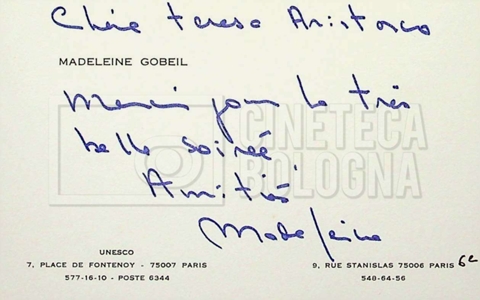 Chère Teresa Aristarco
MADELEINE GOBEIL
Merci pour la très
belle soirée
CINETECA
BOLOGNA
Amitiés
Madeleine
UNESCO
7, PLACE DE FONTENOY - 75007 PARIS
577-16-10 - POSTE 6344
9, RUE STANISLAS 75006 PARIS 6e
548-64-56